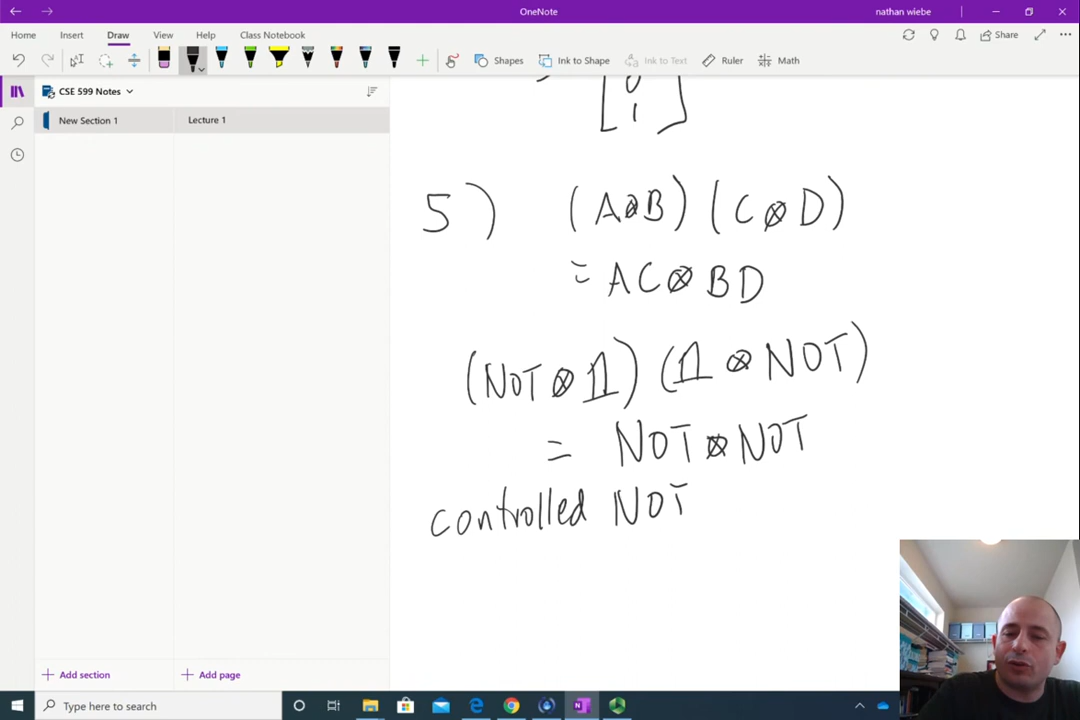 OneNote
nathan wiebe
Home Insert Draw View Help Class Notebook
Share
Shapes Ink to Shape Ink to Text Ruler Math
CSE 599 Notes
New Section 1
Lecture 1
[0
1]
5) (A⊗B)(C⊗D)
= AC⊗BD
(NOT⊗𝟙)(𝟙⊗NOT)
= NOT⊗NOT
controlled NOT
Add section
Add page
Type here to search